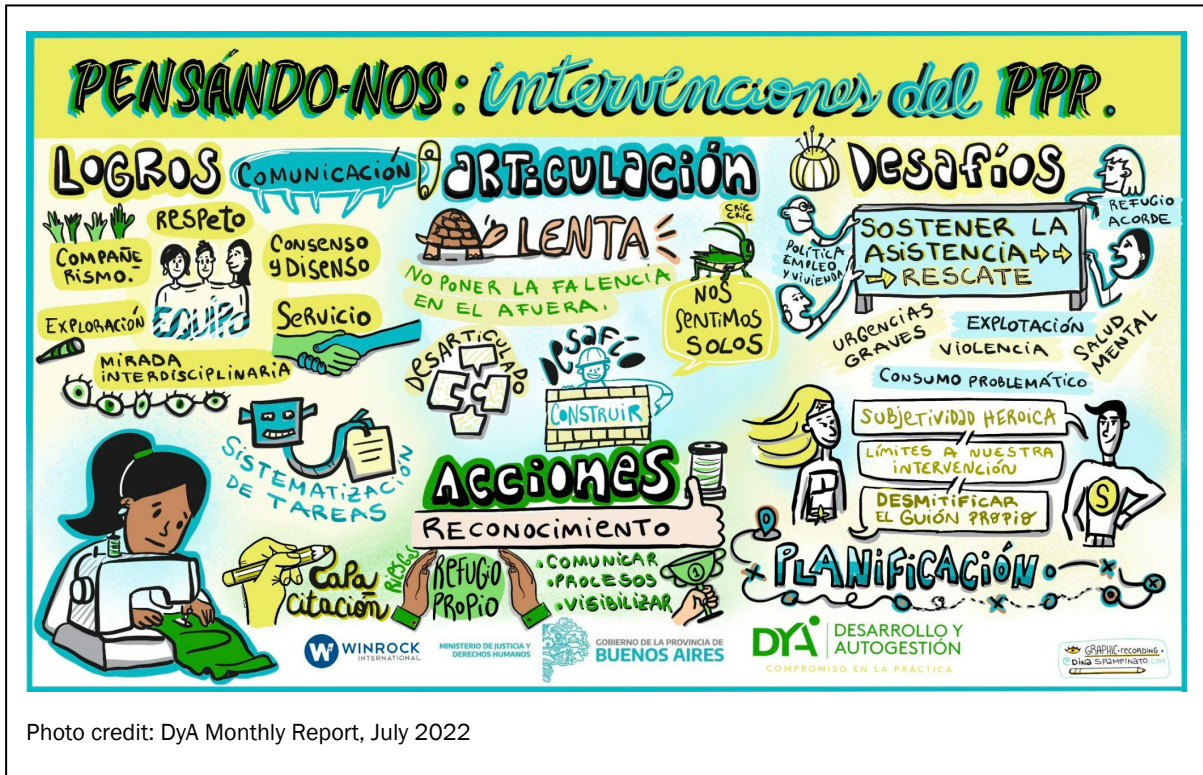 PENSÁNDO-NOS: intervenciones del PPR.
LOGROS
COMUNICACIÓN
RESPETO
COMPAÑE
RISMO.
CONSENSO
Y DISENSO
EQUIPO
EXPLORACIÓN
SERVICIO
MIRADA
INTERDISCIPLINARIA
SISTEMATIZACIÓN
DE TAREAS
CAPA
CITACIÓN
ARTICULACIÓN
LENTA
CRIC
CRIC
NO PONER LA FALENCIA
EN EL AFUERA.
NOS
SENTIMOS
SOLOS
DESARTICULADO
DESAFÍO
CONSTRUIR
ACCIONES
RECONOCIMIENTO
RIESGOS
REFUGIO
PROPIO
•COMUNICAR
•PROCESOS
•VISIBILIZAR
1
DESAFÍOS
POLÍTICA
EMPLEO
Y VIVIENDA
SOSTENER LA
ASISTENCIA
RESCATE
REFUGIO
ACORDE
URGENCIAS
GRAVES
EXPLOTACIÓN
VIOLENCIA
SALUD
MENTAL
CONSUMO PROBLEMÁTICO
SUBJETIVIDAD HEROICA
LÍMITES A NUESTRA
INTERVENCIÓN
DESMITIFICAR
EL GUIÓN PROPIO
S
PLANIFICACIÓN
W WINROCK
INTERNATIONAL
MINISTERIO DE JUSTICIA Y
DERECHOS HUMANOS
GOBIERNO DE LA PROVINCIA DE
BUENOS AIRES
DYA
DESARROLLO Y
AUTOGESTIÓN
COMPROMISO EN LA PRÁCTICA
GRAPHIC•recording•
@DINA SPAMPINATO.COM
Photo credit: DyA Monthly Report, July 2022